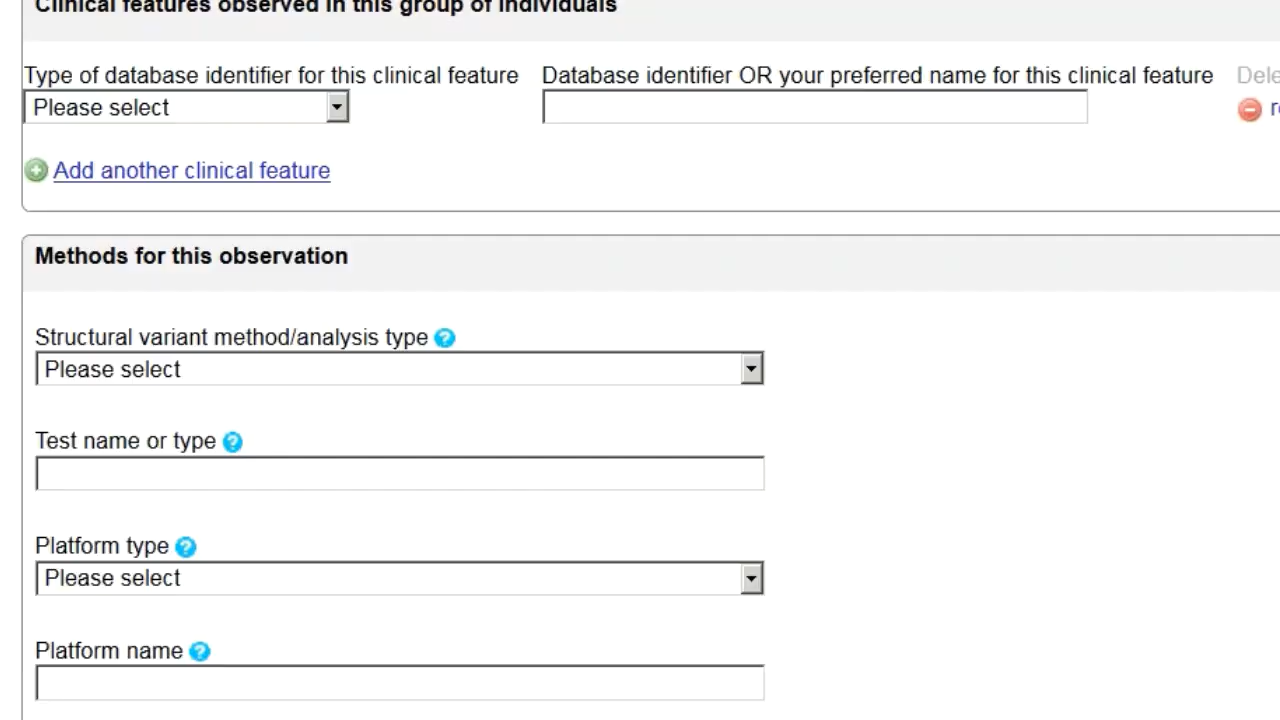 Clinical features observed in this group of individuals
Type of database identifier for this clinical feature Database identifier OR your preferred name for this clinical feature
Please select
Add another clinical feature
Methods for this observation
Structural variant method/analysis type ?
Please select
Test name or type ?
Platform type ?
Please select
Platform name ?